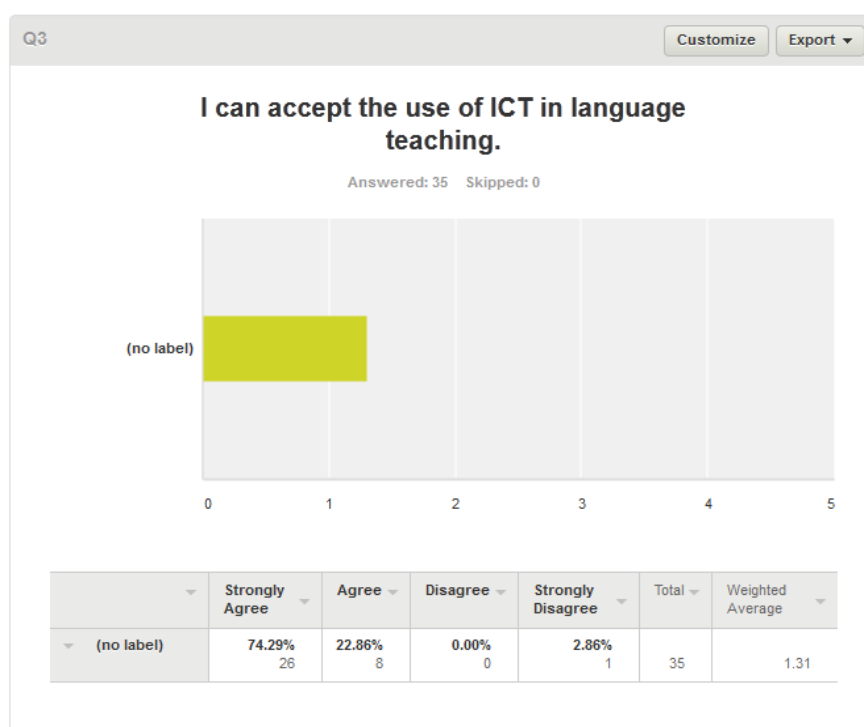 Q3
Customize
Export
I can accept the use of ICT in language
teaching.
Answered: 35 Skipped: 0
(no label)
0 1 2 3 4 5
Strongly Agree Agree Disagree Strongly Disagree Total Weighted Average
(no label) 74.29% 22.86% 0.00% 2.86%
26 8 0 1 35 1.31